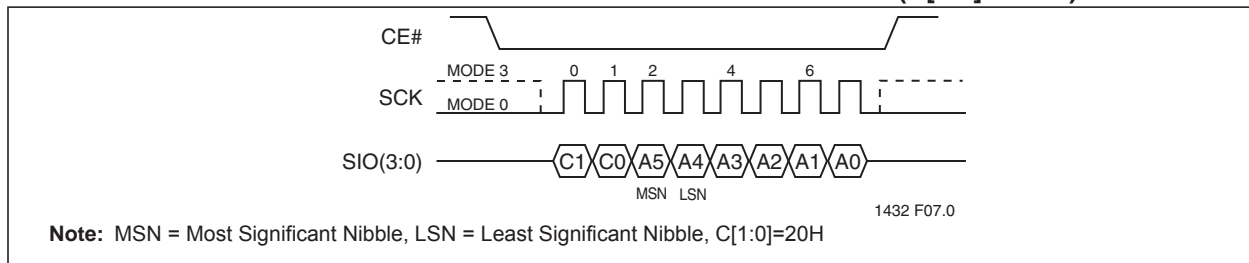 CE#
MODE 3 0 1 2 4 6
SCK
MODE 0
SIO(3:0) C1 C0 A5 A4 A3 A2 A1 A0
MSN LSN
1432 F07.0
Note: MSN = Most Significant Nibble, LSN = Least Significant Nibble, C[1:0]=20H